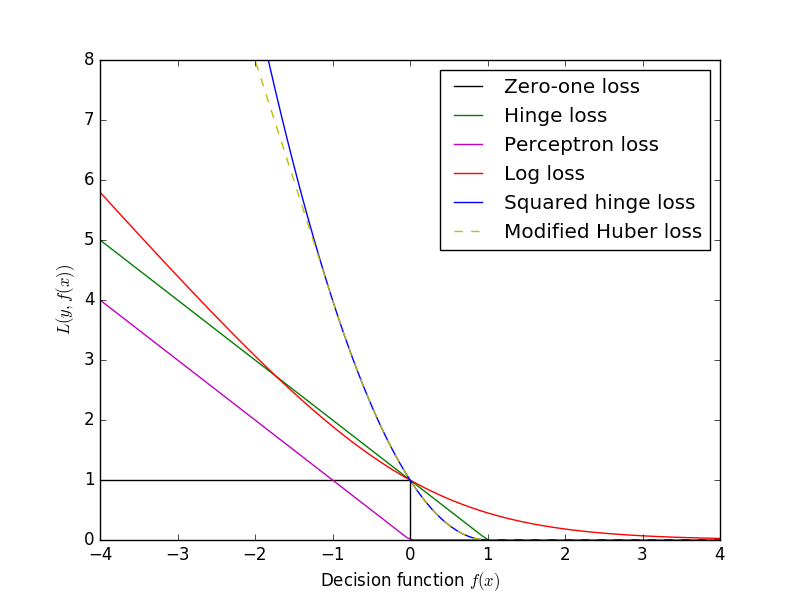 8
7
6
5
4
3
2
1
0
L(y, f(x))
−4 −3 −2 −1 0 1 2 3 4
Decision function f(x)
Zero-one loss
Hinge loss
Perceptron loss
Log loss
Squared hinge loss
Modified Huber loss